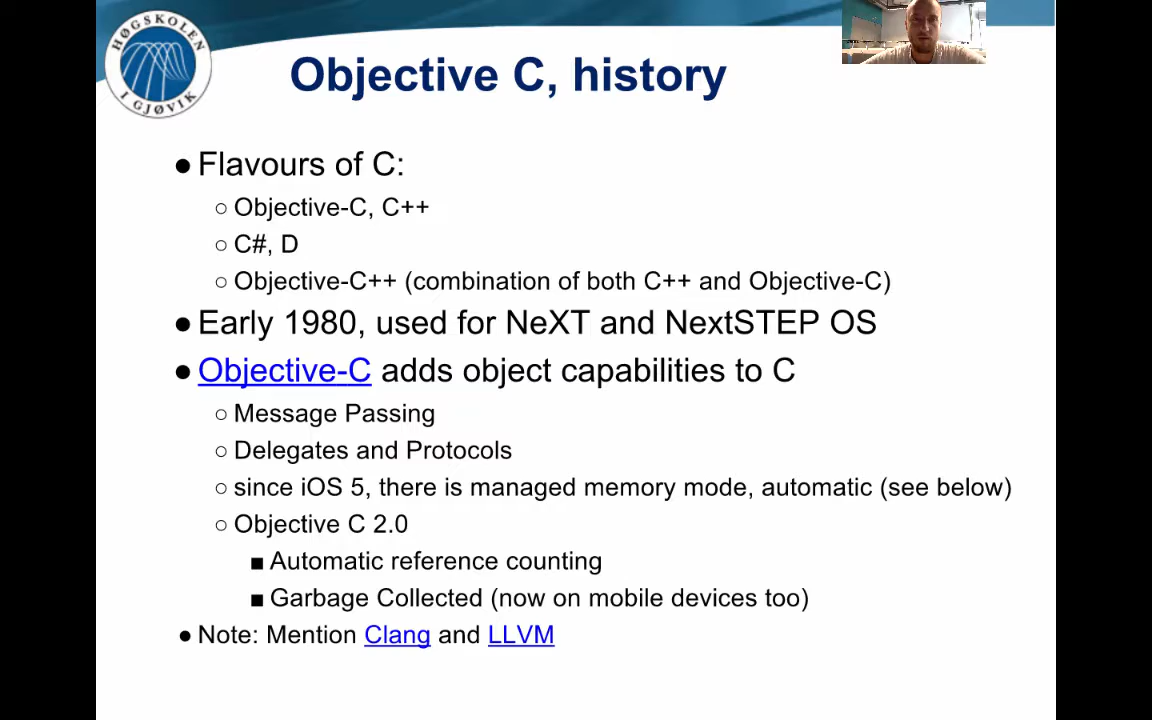 HØGSKOLEN
I GJØVIK
Objective C, history
● Flavours of C:
○ Objective-C, C++
○ C#, D
○ Objective-C++ (combination of both C++ and Objective-C)
● Early 1980, used for NeXT and NextSTEP OS
● Objective-C adds object capabilities to C
○ Message Passing
○ Delegates and Protocols
○ since iOS 5, there is managed memory mode, automatic (see below)
○ Objective C 2.0
■ Automatic reference counting
■ Garbage Collected (now on mobile devices too)
● Note: Mention Clang and LLVM